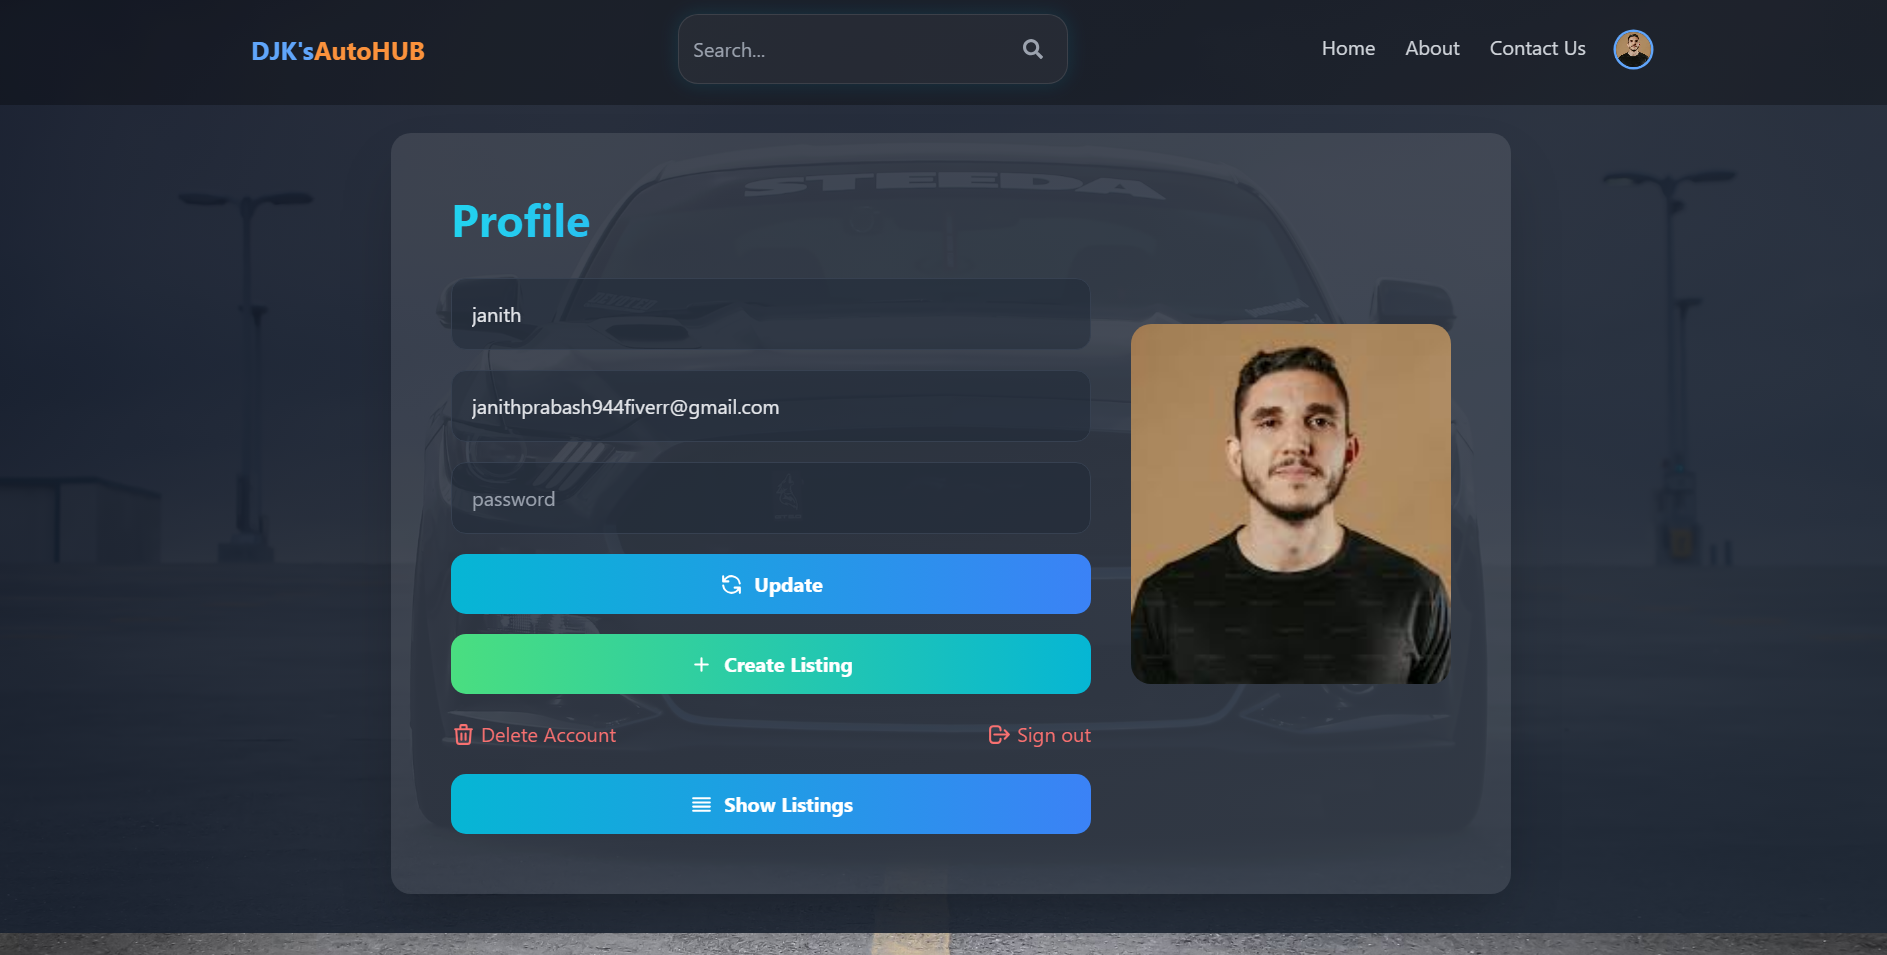 DJK'sAutoHUB
Search...
Home
About
Contact Us
STEEDA
Profile
janith
janithprabash944fiverr@gmail.com
password
Update
Create Listing
Delete Account
Sign out
Show Listings